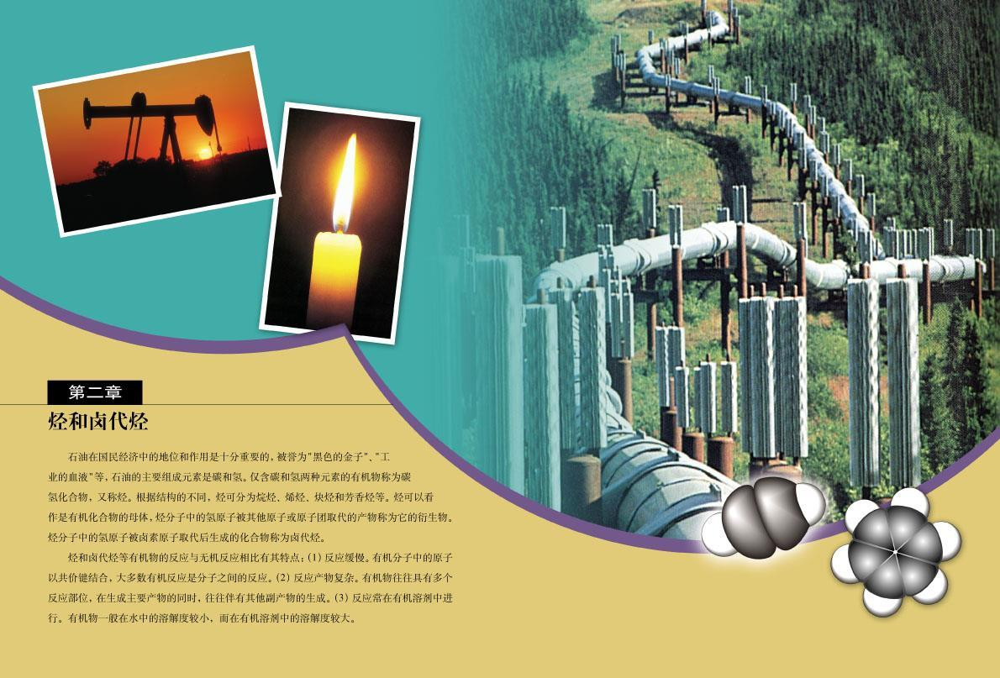 第二章
烃和卤代烃
石油在国民经济中的地位和作用是十分重要的，被誉为"黑色的金子"、"工
业的血液"等，石油的主要组成元素是碳和氢。仅含碳和氢两种元素的有机物称为碳
氢化合物，又称烃。根据结构的不同，烃可分为烷烃、烯烃、炔烃和芳香烃等。烃可以看
作是有机化合物的母体，烃分子中的氢原子被其他原子或原子团取代的产物称为它的衍生物。
烃分子中的氢原子被卤素原子取代后生成的化合物称为卤代烃。
烃和卤代烃等有机物的反应与无机反应相比有其特点：（1）反应缓慢。有机分子中的原子
以共价键结合，大多数有机反应是分子之间的反应。（2）反应产物复杂。有机物往往具有多个
反应部位，在生成主要产物的同时，往往伴有其他副产物的生成。（3）反应常在有机溶剂中进
行。有机物一般在水中的溶解度较小，而在有机溶剂中的溶解度较大。